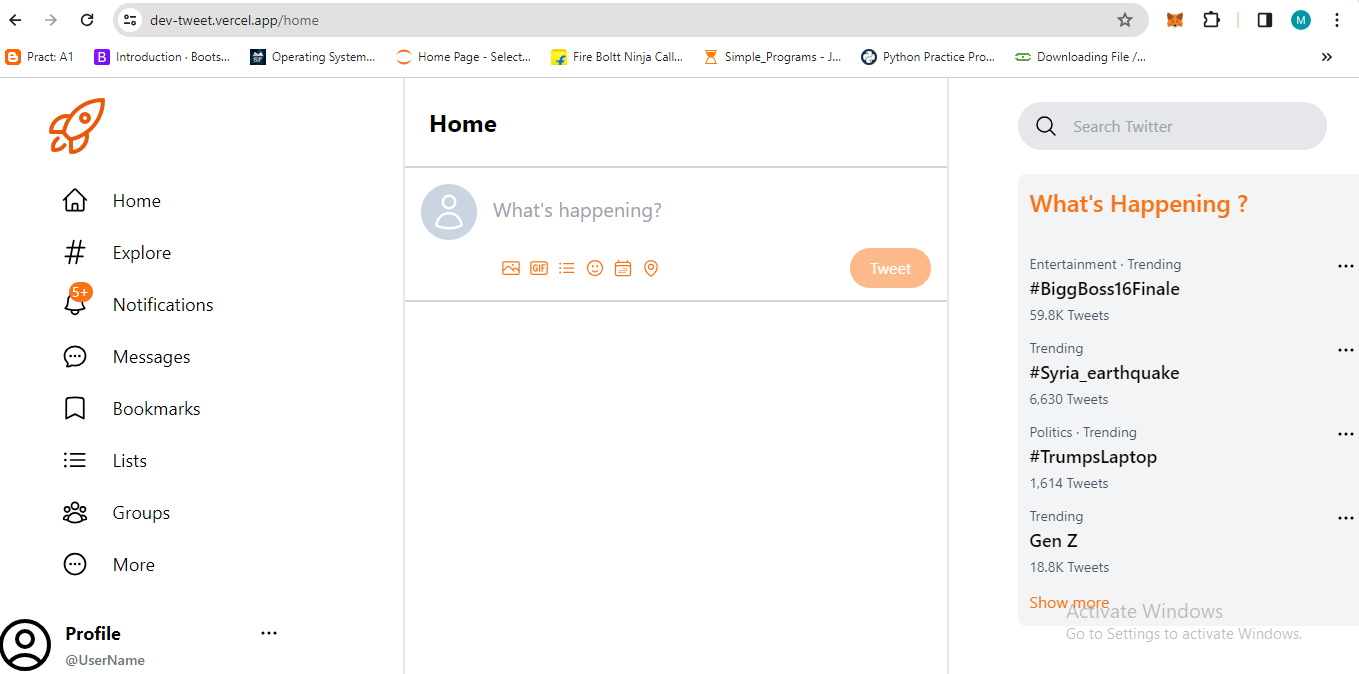 dev-tweet.vercel.app/home
M
Pract: A1
Introduction · Boots...
Operating System...
Home Page - Select...
Fire Boltt Ninja Call...
Simple_Programs - J...
Python Practice Pro...
Downloading File /...
Home
Explore
5+
Notifications
Messages
Bookmarks
Lists
Groups
More
Profile
@UserName
Home
What's happening?
GIF
Tweet
Search Twitter
What's Happening ?
Entertainment · Trending
#BiggBoss16Finale
59.8K Tweets
Trending
#Syria_earthquake
6,630 Tweets
Politics · Trending
#TrumpsLaptop
1,614 Tweets
Trending
Gen Z
18.8K Tweets
Show more
Activate Windows
Go to Settings to activate Windows.